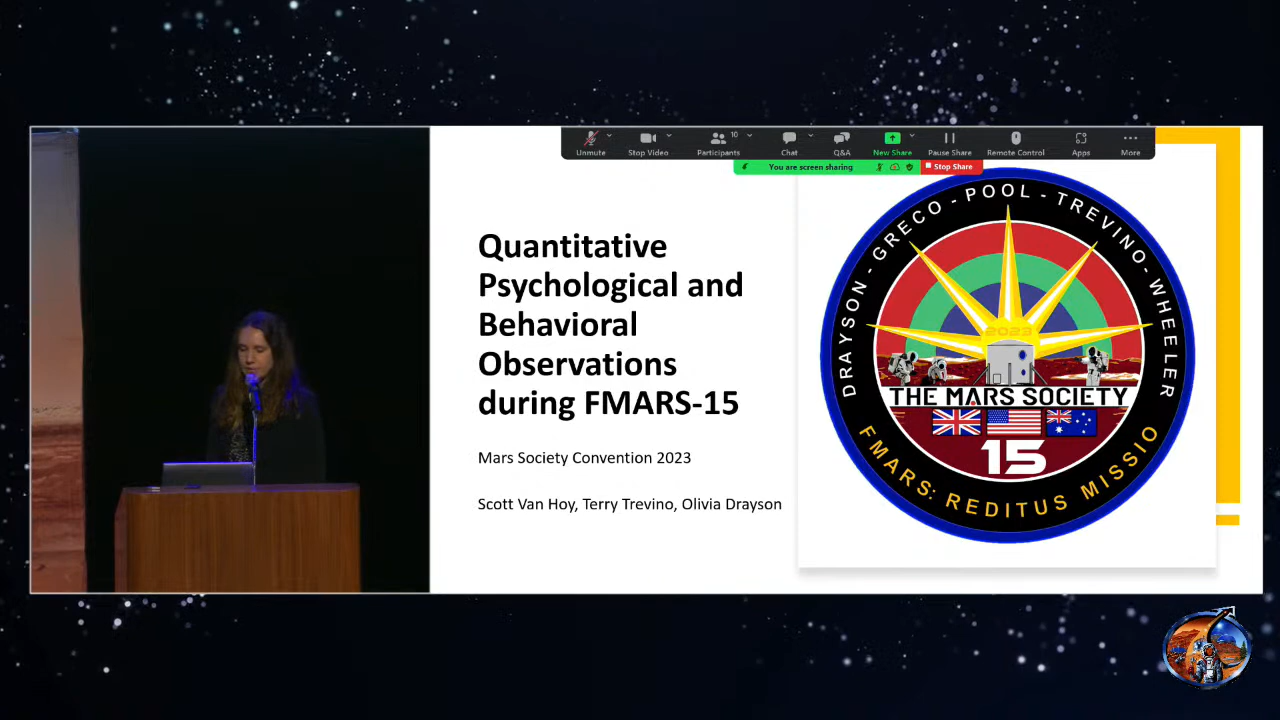 Unmute
Stop Video
10
Participants
Chat
Q&A
New Share
Pause Share
Remote Control
Apps
More
You are screen sharing
Stop Share
Quantitative
Psychological and
Behavioral
Observations
during FMARS-15
Mars Society Convention 2023
Scott Van Hoy, Terry Trevino, Olivia Drayson
DRAYSON - GRECO - POOL - TREVINO - WHEELER
2023
THE MARS SOCIETY
15
FMARS: REDITUS MISSIO